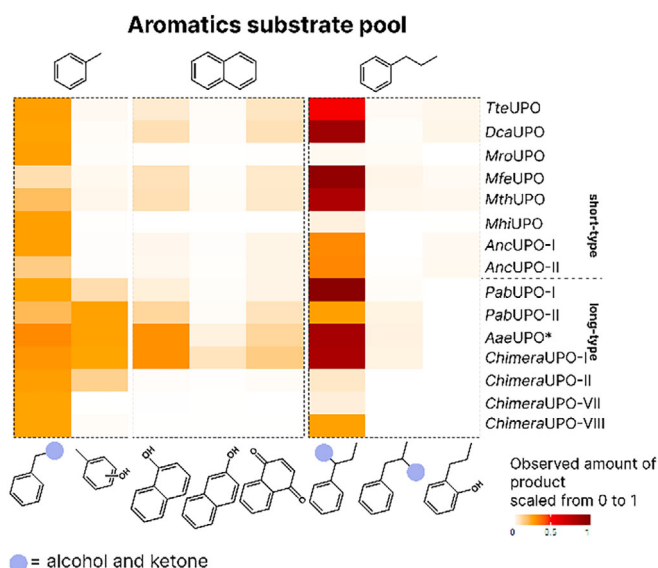 Aromatics substrate pool
TteUPO
DcaUPO
MroUPO
MfeUPO
MthUPO
MhiUPO
AncUPO-I
AncUPO-II
short-type
PabUPO-I
PabUPO-II
AaeUPO*
ChimeraUPO-I
ChimeraUPO-II
ChimeraUPO-VII
ChimeraUPO-VIII
long-type
OH
OH
OH
O
O
OH
Observed amount of
product
scaled from 0 to 1
0 0.5 1
= alcohol and ketone